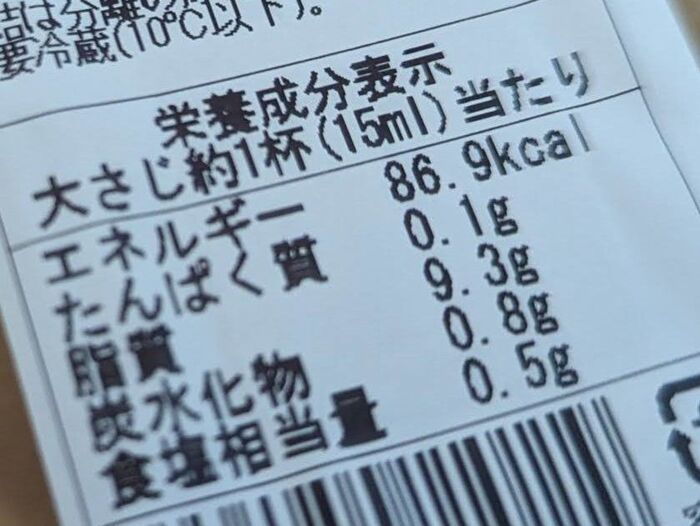 要冷蔵(10℃以下)。
栄養成分表示
大さじ約1杯(15ml)当たり
エネルギー 86.9kcal
たんぱく質 0.1g
脂質 9.3g
炭水化物 0.8g
食塩相当量 0.5g